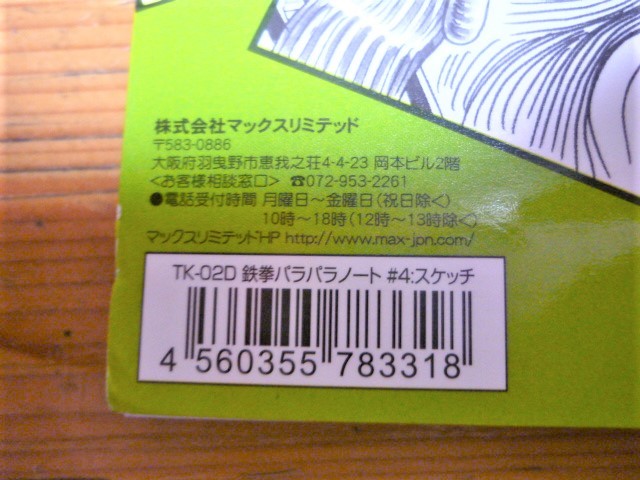 株式会社マックスリミテッド
〒583-0886
大阪府羽曳野市恵我之荘4-4-23 岡本ビル2階
<お客様相談窓口> ☎072-953-2261
●電話受付時間 月曜日～金曜日(祝日除く)
10時～18時(12時～13時除く)
マックスリミテッドHP http://www.max-jpn.com/
TK-02D 鉄拳パラパラノート #4:スケッチ
4 560355 783318